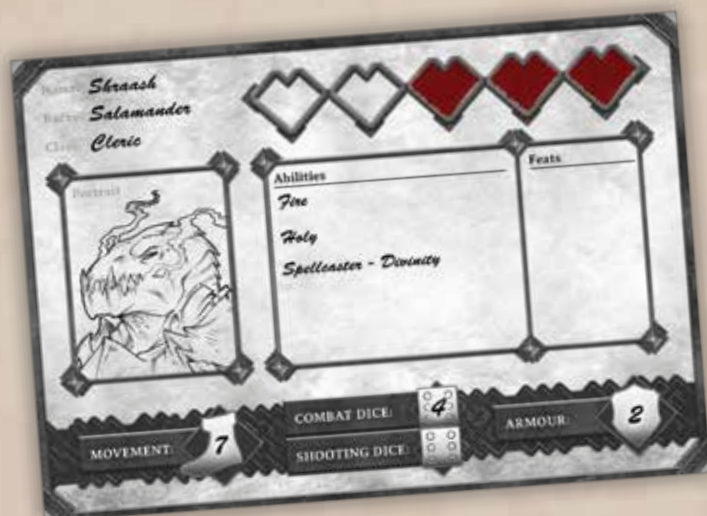 Name: Shraash
Race: Salamander
Class: Cleric
Portrait
Abilities
Fire
Holy
Spellcaster - Divinity
Feats
MOVEMENT: 7
COMBAT DICE: 4
SHOOTING DICE:
ARMOUR: 2